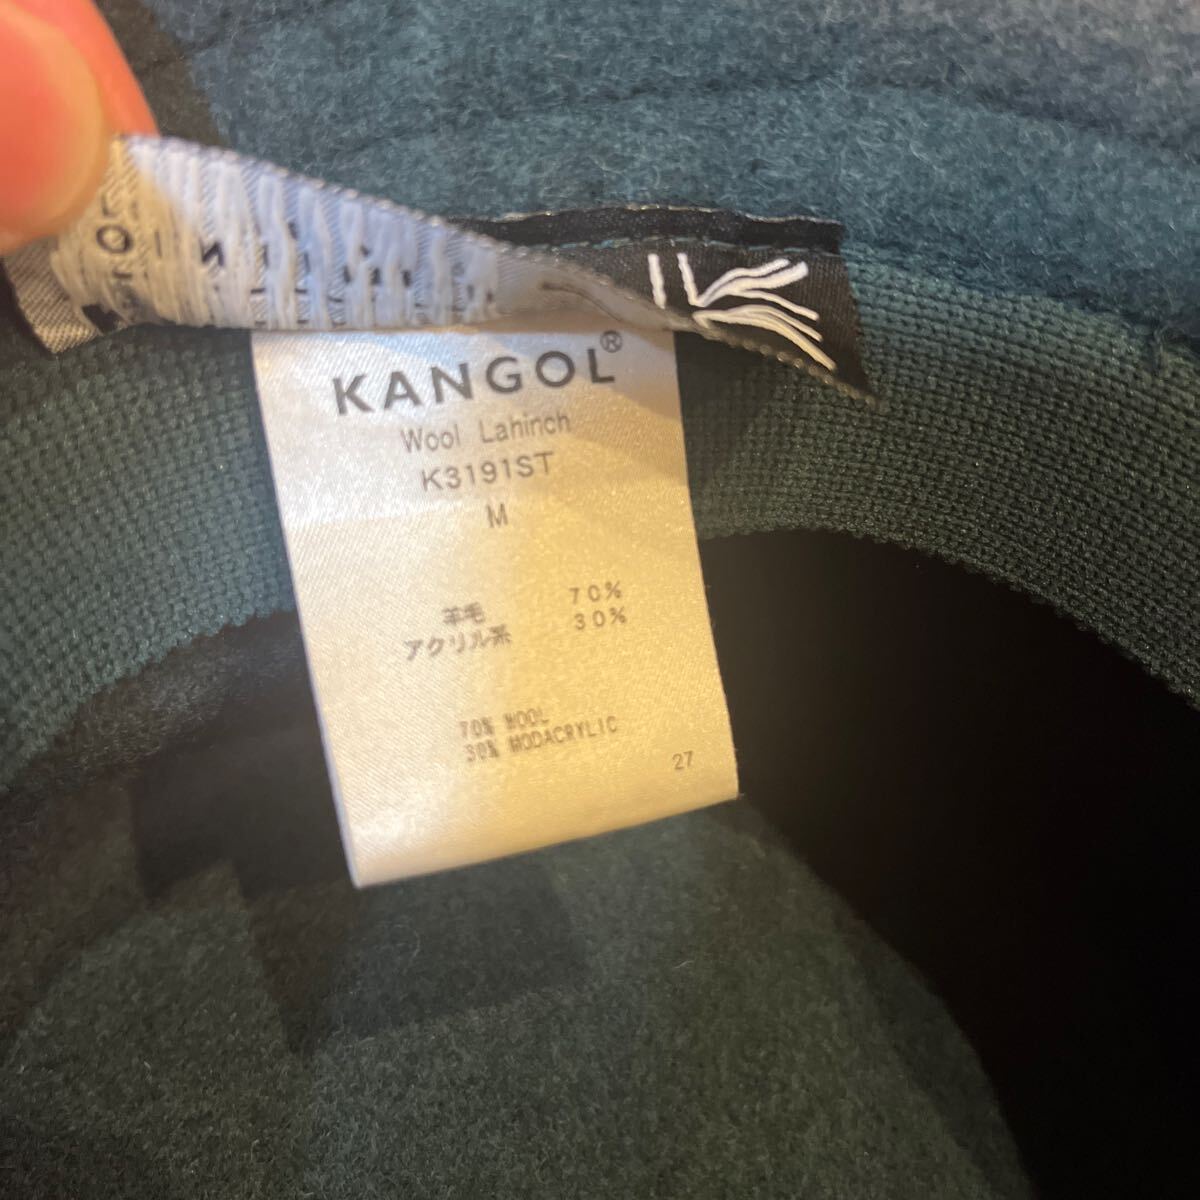 KANGOL®
Wool Lahinch
K3191ST
M
羊毛 70%
アクリル系 30%
70% WOOL
30% MODACRYLIC
27